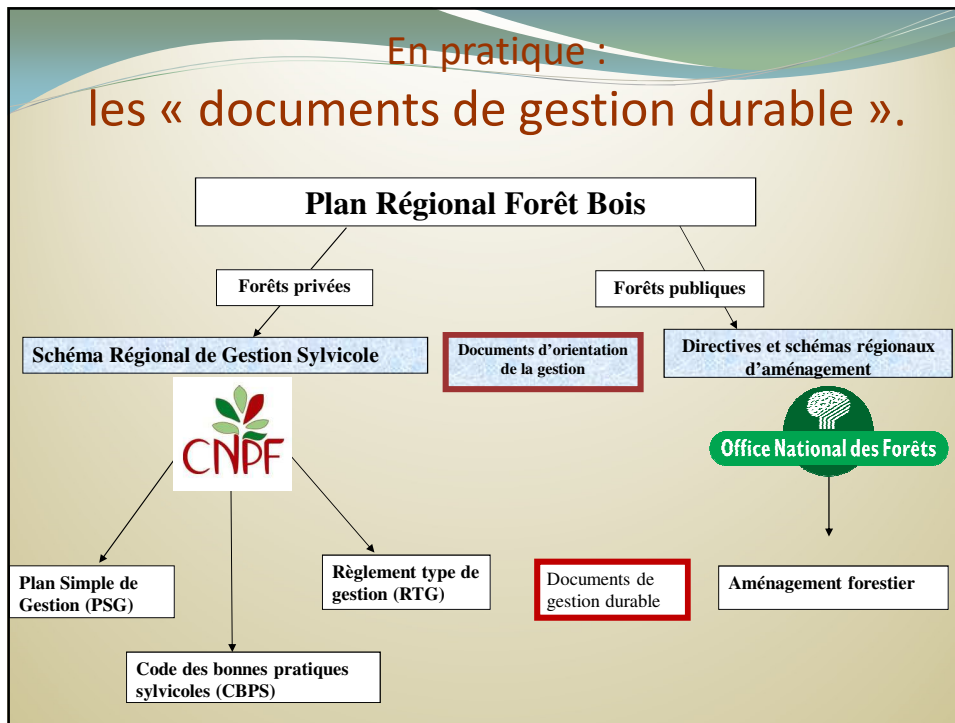 En pratique :
les « documents de gestion durable ».
Plan Régional Forêt Bois
Forêts privées
Forêts publiques
Schéma Régional de Gestion Sylvicole
Documents d'orientation
de la gestion
Directives et schémas régionaux
d'aménagement
CNPF
Office National des Forêts
Plan Simple de
Gestion (PSG)
Règlement type de
gestion (RTG)
Documents de
gestion durable
Aménagement forestier
Code des bonnes pratiques
sylvicoles (CBPS)